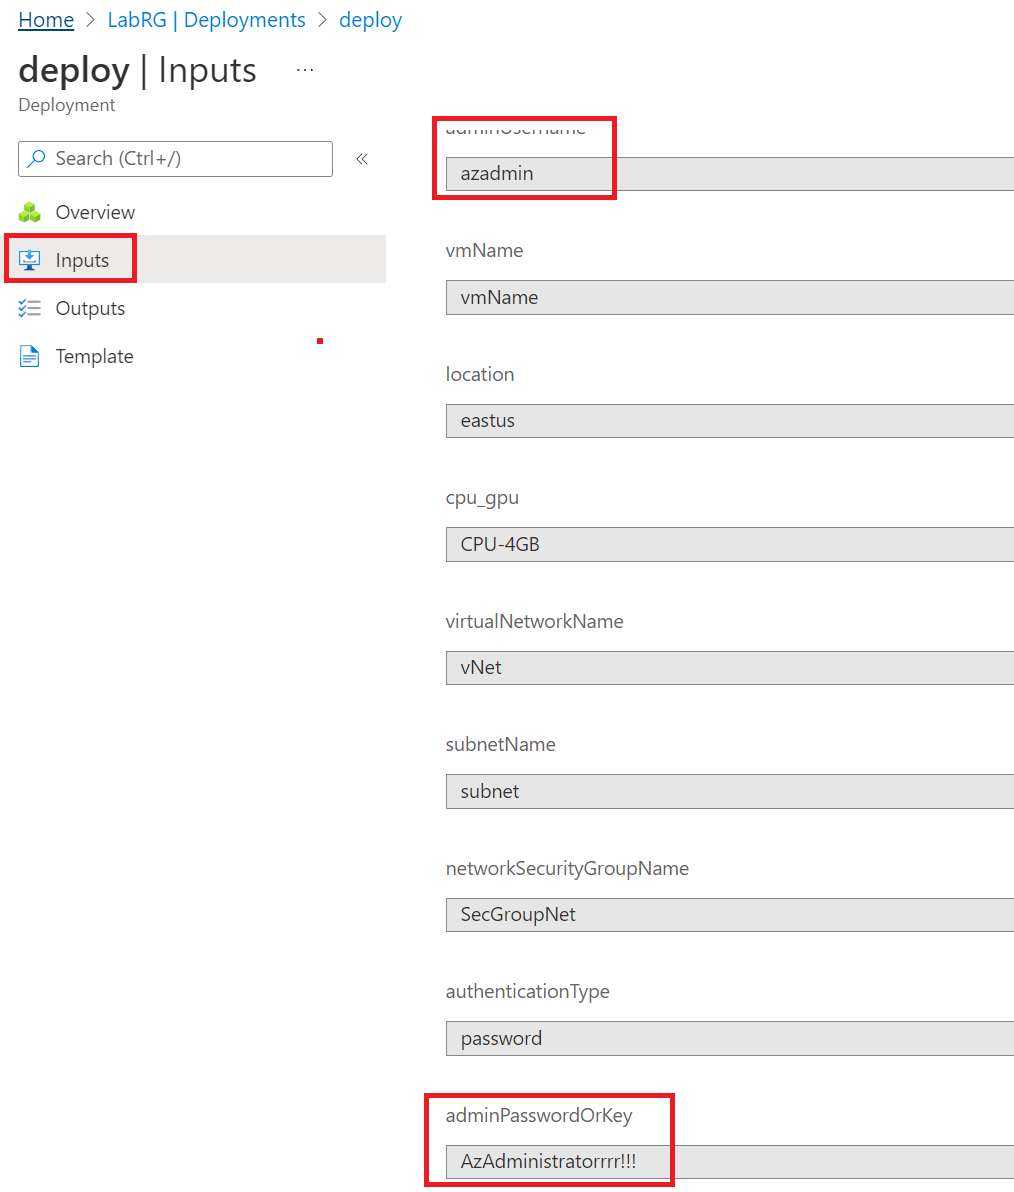 Home > LabRG | Deployments > deploy
deploy | Inputs ...
Deployment
Search (Ctrl+/) «
Overview
Inputs
Outputs
Template
adminUsername
azadmin
vmName
vmName
location
eastus
cpu_gpu
CPU-4GB
virtualNetworkName
vNet
subnetName
subnet
networkSecurityGroupName
SecGroupNet
authenticationType
password
adminPasswordOrKey
AzAdministratorrrr!!!